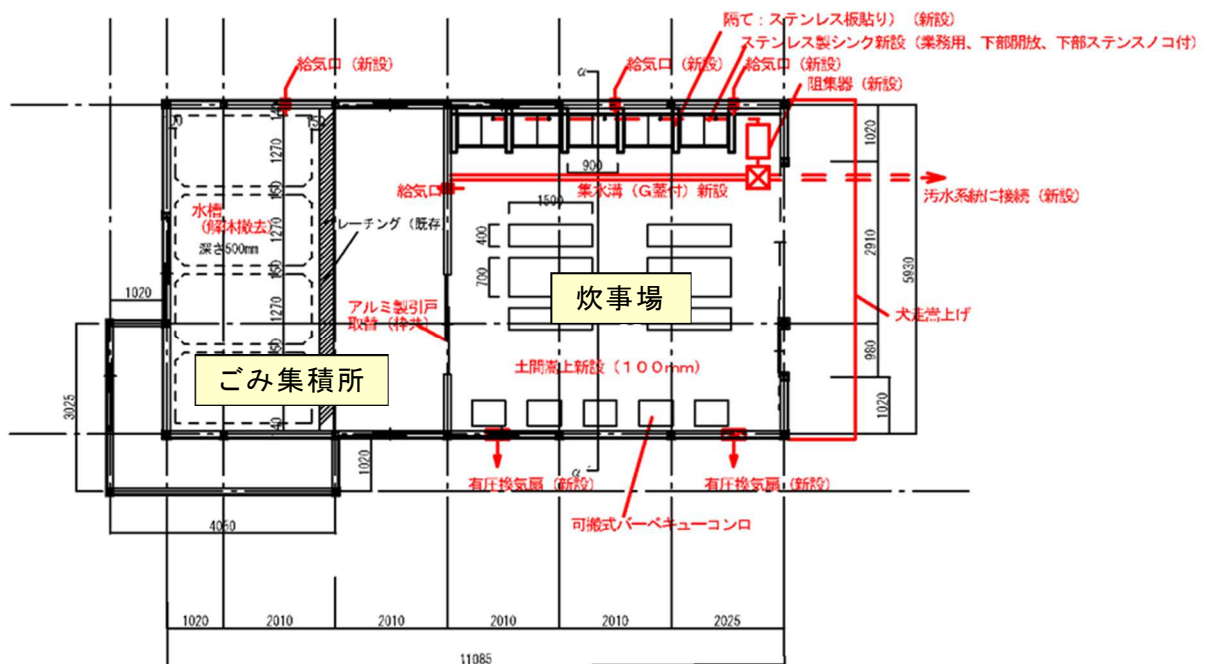 隔て：ステンレス板貼り）（新設）
ステンレス製シンク新設（業務用、下部開放、下部ステンスノコ付）
給気口（新設）
給気口（新設）
給気口（新設）
阻集器（新設）
α
1020
150
1270
900
給気口
集水溝（G蓋付）新設
汚水系統に接続（新設）
水槽
（解体撤去）
深さ500mm
レーチング（既存
1270
1500
400
700
2910
5930
1020
1270
アルミ製引戸
取替（枠共）
炊事場
犬走嵩上げ
ごみ集積所
土間嵩上新設（１００mm）
980
1020
3025
1020
α
有圧換気扇（新設）
有圧換気扇（新設）
可搬式バーベキューコンロ
4050
1020
2010
2010
2010
2010
2025
11085